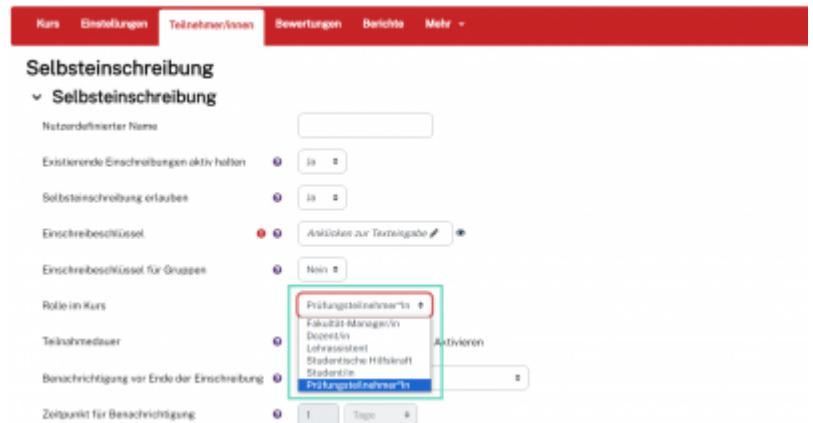 Kurs Einstellungen Teilnehmer/innen Bewertungen Berichte Mehr
Selbsteinschreibung
Selbsteinschreibung
Nutzerdefinierter Name
Existierende Einschreibungen aktiv halten Ja
Selbsteinschreibung erlauben Ja
Einschreibeschlüssel Anklicken zur Texteingabe
Einschreibeschlüssel für Gruppen Nein
Rolle im Kurs Prüfungsteilnehmer*in
Fakultät-Manager/in
Dozent/in
Teilnahmedauer Aktivieren
Lehrassistent
Studentische Hilfskraft
Student/in
Benachrichtigung vor Ende der Einschreibung
Prüfungsteilnehmer*in
Zeitpunkt für Benachrichtigung 1 Tage